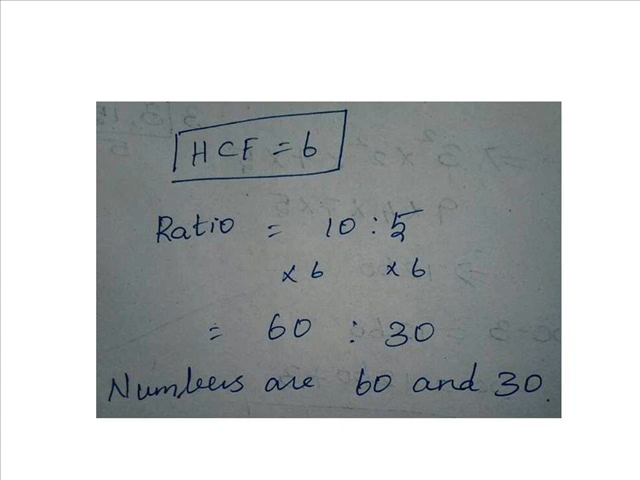 HCF = 6
Ratio = 10 : 5
× 6 × 6
= 60 : 30
Numbers are 60 and 30.